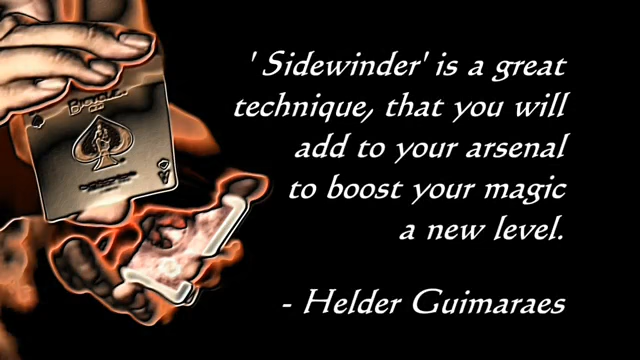 ' Sidewinder' is a great
technique, that you will
add to your arsenal
to boost your magic
a new level.
- Helder Guimaraes
BICYCLE
A